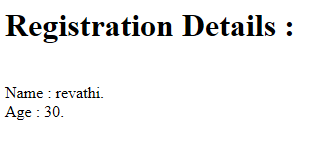 Registration Details :
Name : revathi.
Age : 30.